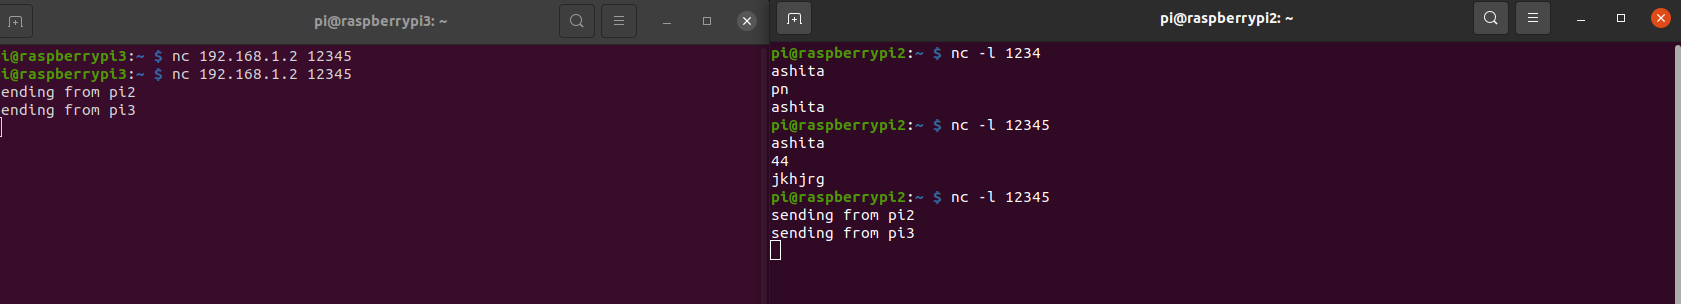 pi@raspberrypi3: ~
i@raspberrypi3:~ $ nc 192.168.1.2 12345
i@raspberrypi3:~ $ nc 192.168.1.2 12345
ending from pi2
ending from pi3
pi@raspberrypi2: ~
pi@raspberrypi2:~ $ nc -l 1234
ashita
pn
ashita
pi@raspberrypi2:~ $ nc -l 12345
ashita
44
jkhjrg
pi@raspberrypi2:~ $ nc -l 12345
sending from pi2
sending from pi3